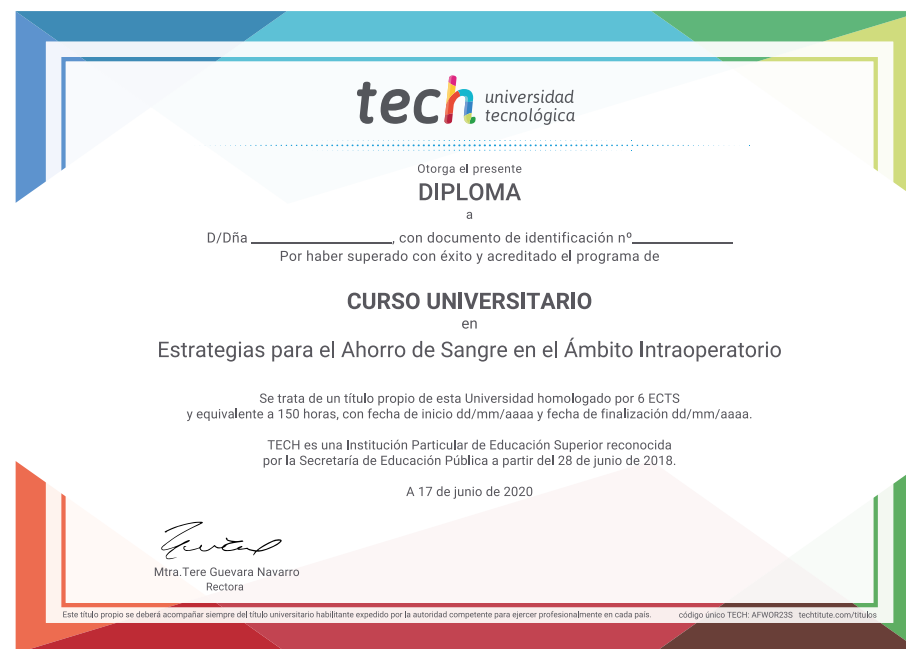 tech universidad
tecnológica
Otorga el presente
DIPLOMA
a
D/Dña ____________________, con documento de identificación nº______________
Por haber superado con éxito y acreditado el programa de
CURSO UNIVERSITARIO
en
Estrategias para el Ahorro de Sangre en el Ámbito Intraoperatorio
Se trata de un título propio de esta Universidad homologado por 6 ECTS
y equivalente a 150 horas, con fecha de inicio dd/mm/aaaa y fecha de finalización dd/mm/aaaa.
TECH es una Institución Particular de Educación Superior reconocida
por la Secretaría de Educación Pública a partir del 28 de junio de 2018.
A 17 de junio de 2020
Mtra.Tere Guevara Navarro
Rectora
Este título propio se deberá acompañar siempre del título universitario habilitante expedido por la autoridad competente para ejercer profesionalmente en cada país. código único TECH: AFWOR23S techtitute.com/titulos